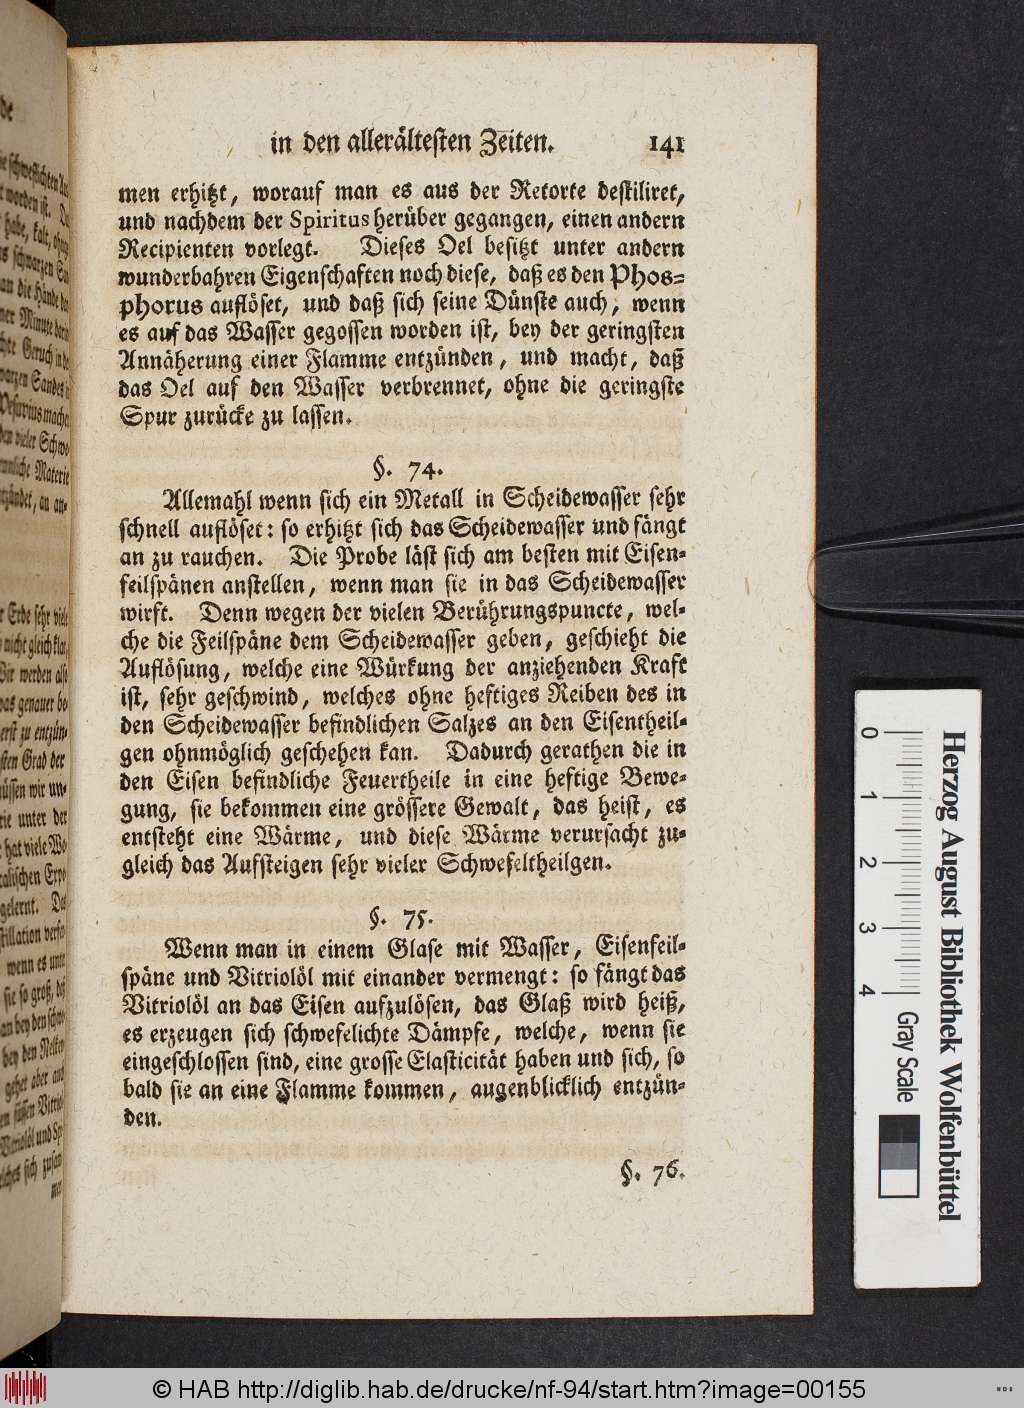 in den allerältesten Zeiten. 141
men erhitzt, worauf man es aus der Retorte destiliret,
und nachdem der Spiritus herüber gegangen, einen andern
Recipienten vorlegt. Dieses Oel besitzt unter andern
wunderbahren Eigenschaften noch diese, daß es den Phos-
phorus auflöset, und daß sich seine Dünste auch, wenn
es auf das Wasser gegossen worden ist, bey der geringsten
Annäherung einer Flamme entzünden, und macht, daß
das Oel auf den Wasser verbrennet, ohne die geringste
Spur zurücke zu lassen.
§. 74.
Allemahl wenn sich ein Metall in Scheidewasser sehr
schnell auflöset: so erhitzt sich das Scheidewasser und fängt
an zu rauchen. Die Probe läst sich am besten mit Eisen-
feilspänen anstellen, wenn man sie in das Scheidewasser
wirft. Denn wegen der vielen Berührungspuncte, wel-
che die Feilspäne dem Scheidewasser geben, geschieht die
Auflösung, welche eine Würkung der anziehenden Kraft
ist, sehr geschwind, welches ohne heftiges Reiben des in
den Scheidewasser befindlichen Salzes an den Eisentheil-
gen ohnmöglich geschehen kan. Dadurch gerathen die in
den Eisen befindliche Feuertheile in eine heftige Bewe-
gung, sie bekommen eine grössere Gewalt, das heist, es
entsteht eine Wärme, und diese Wärme verursacht zu-
gleich das Aufsteigen sehr vieler Schwefeltheilgen.
§. 75.
Wenn man in einem Glase mit Wasser, Eisenfeil-
späne und Vitriolöl mit einander vermengt: so fängt das
Vitriolöl an das Eisen aufzulösen, das Glaß wird heiß,
es erzeugen sich schwefelichte Dämpfe, welche, wenn sie
eingeschlossen sind, eine grosse Elasticität haben und sich, so
bald sie an eine Flamme kommen, augenblicklich entzün-
den.
§. 76.
0 1 2 3 4
Gray Scale
Herzog August Bibliothek Wolfenbüttel
© HAB http://diglib.hab.de/drucke/nf-94/start.htm?image=00155